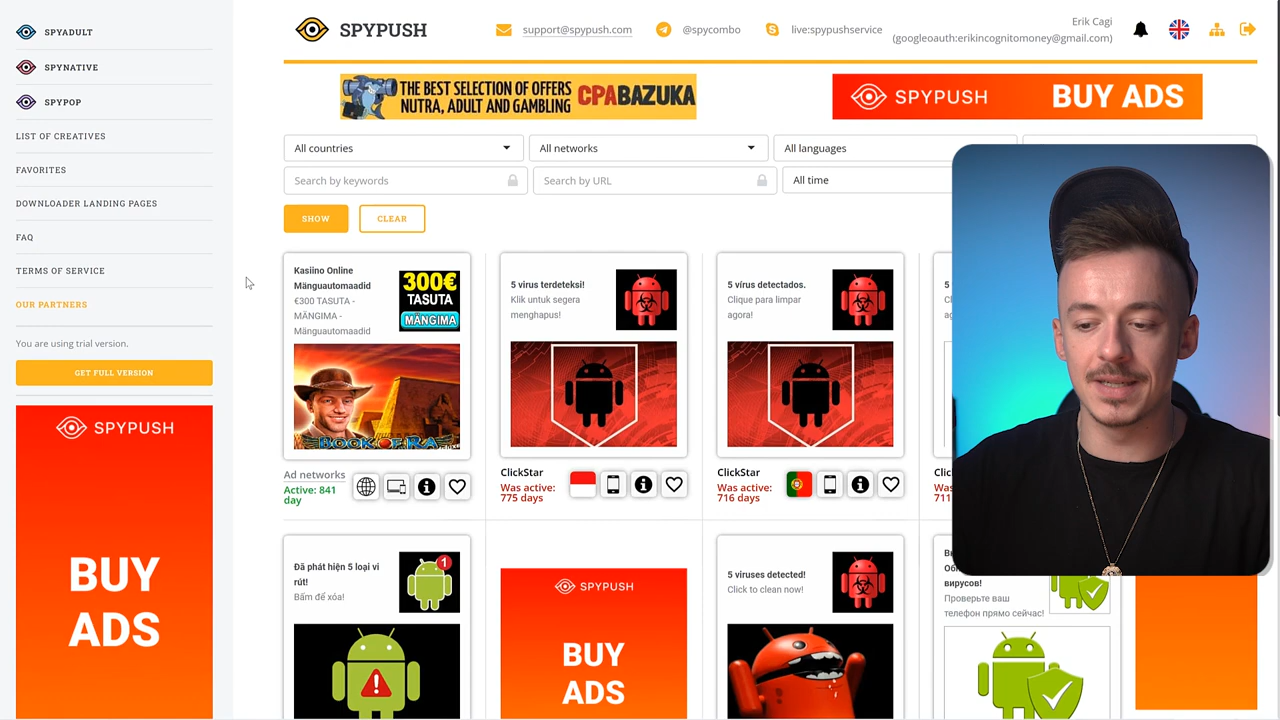 SPYADULT
SPYNATIVE
SPYPOP
LIST OF CREATIVES
FAVORITES
DOWNLOADER LANDING PAGES
FAQ
TERMS OF SERVICE
OUR PARTNERS
You are using trial version.
GET FULL VERSION
SPYPUSH
BUY
ADS
SPYPUSH
support@spypush.com
@spycombo
live:spypushservice
Erik Cagi
(googleoauth:erikincognitomoney@gmail.com)
THE BEST SELECTION OF OFFERS
NUTRA, ADULT AND GAMBLING
CPABAZUKA
SPYPUSH
BUY ADS
All countries
All networks
All languages
Search by keywords
Search by URL
All time
SHOW
CLEAR
Kasiino Online
Mänguautomaadid
€300 TASUTA -
MÄNGIMA -
Mänguautomaadid
300€
TASUTA
MÄNGIMA
BOOK OF RA
Ad networks
Active: 841
day
5 virus terdeteksi!
Klik untuk segera
menghapus!
ClickStar
Was active:
775 days
5 vírus detectados.
Clique para limpar
agora!
ClickStar
Was active:
716 days
5
Đã phát hiện 5 loại vi
rút!
Bấm để xóa!
1
SPYPUSH
BUY
ADS
5 viruses detected!
Click to clean now!
вирусов!
Проверьте ваш
телефон прямо сейчас!